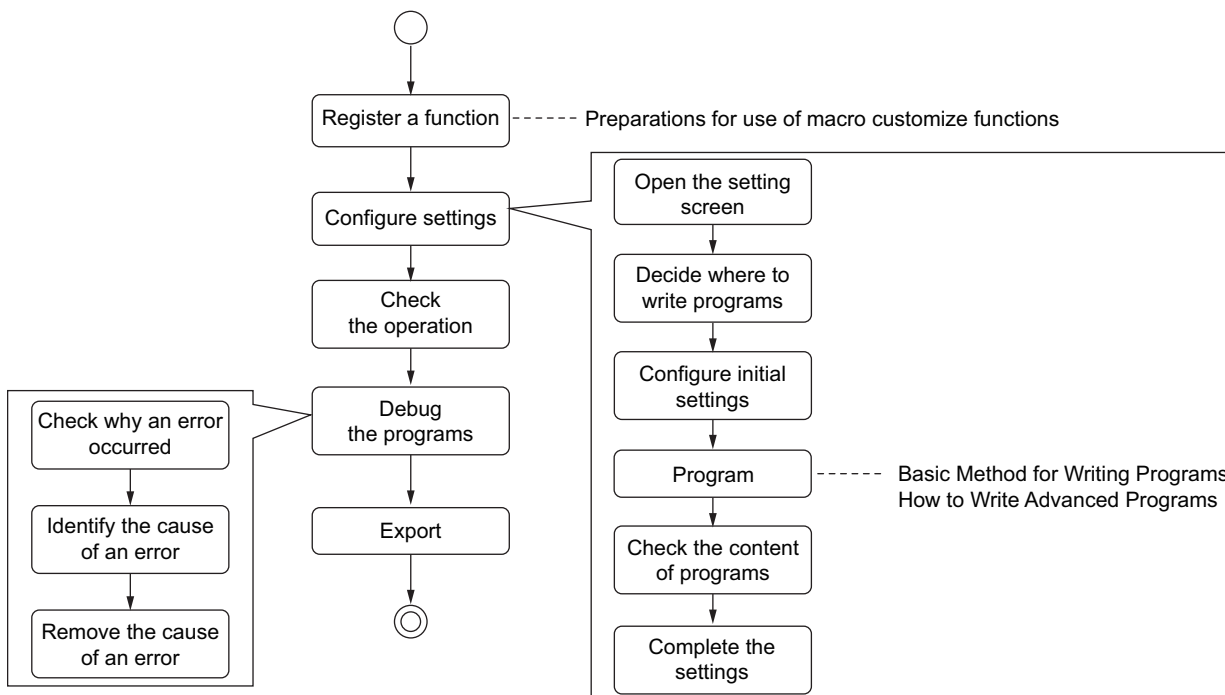 Register a function
Preparations for use of macro customize functions
Configure settings
Check
the operation
Debug
the programs
Export
Open the setting
screen
Decide where to
write programs
Configure initial
settings
Program
Basic Method for Writing Programs
How to Write Advanced Programs
Check the content
of programs
Complete the
settings
Check why an error
occurred
Identify the cause
of an error
Remove the cause
of an error